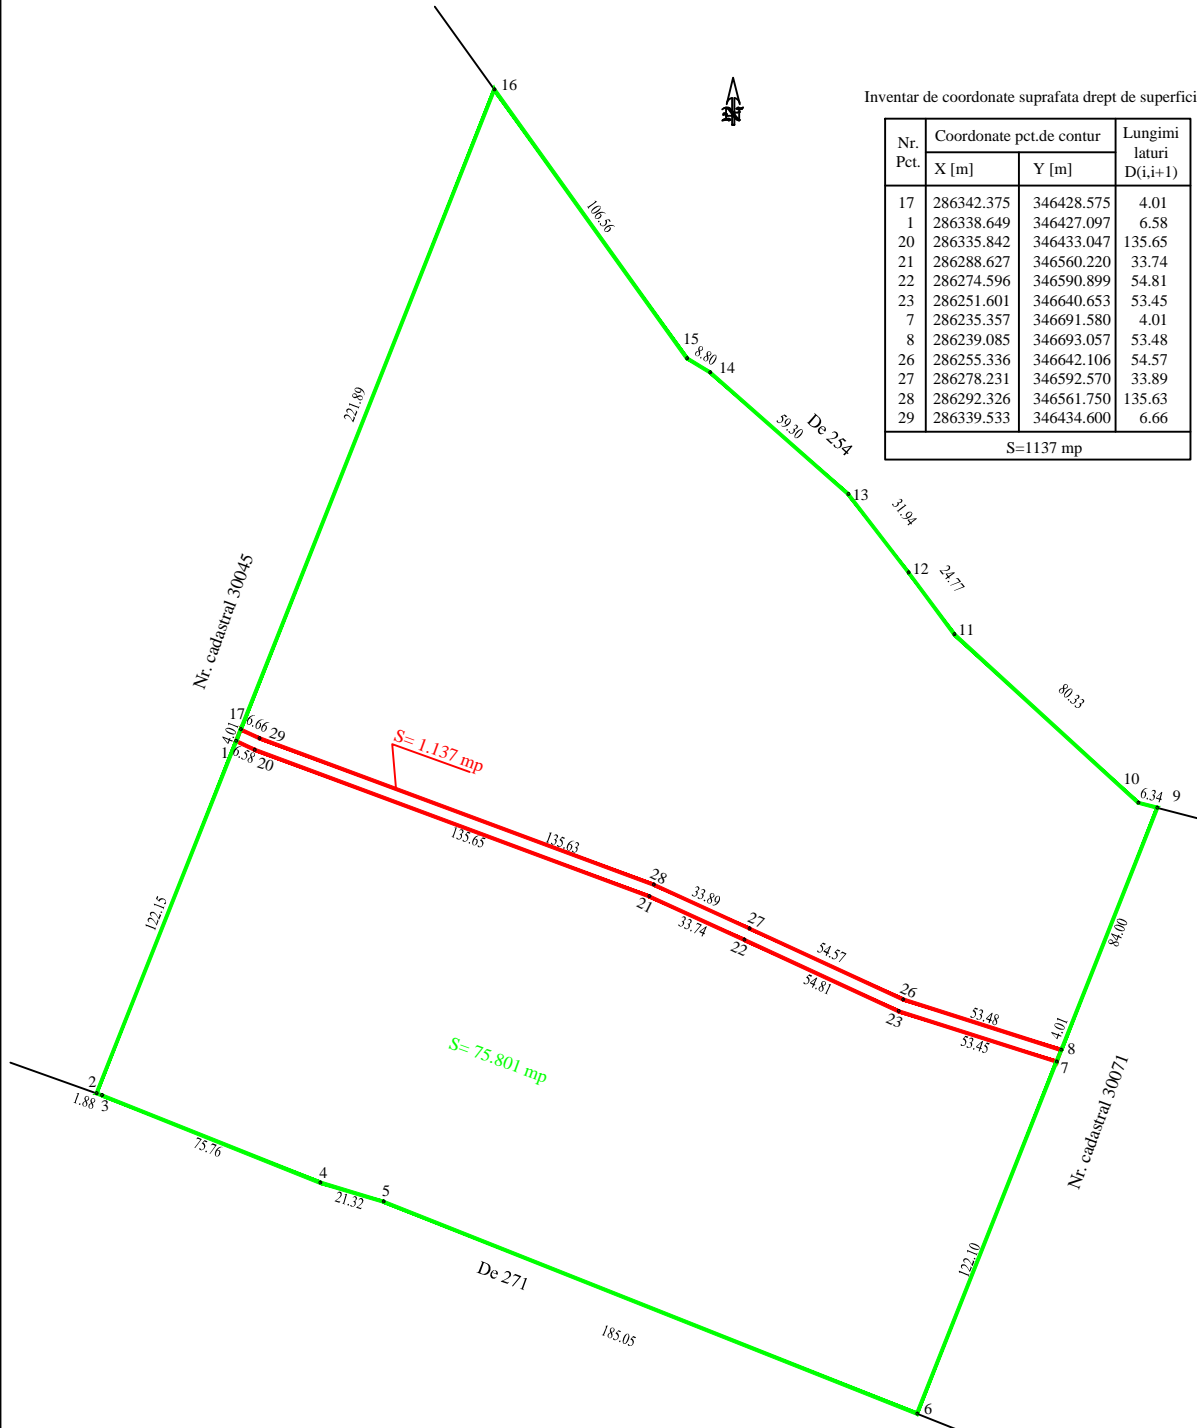 16
Inventar de coordonate suprafata drept de superfici
Nr. Pct. Coordonate pct.de contur Lungimi laturi D(i,i+1)
X [m] Y [m]
17 286342.375 346428.575 4.01
1 286338.649 346427.097 6.58
20 286335.842 346433.047 135.65
21 286288.627 346560.220 33.74
22 286274.596 346590.899 54.81
23 286251.601 346640.653 53.45
7 286235.357 346691.580 4.01
8 286239.085 346693.057 53.48
26 286255.336 346642.106 54.57
27 286278.231 346592.570 33.89
28 286292.326 346561.750 135.63
29 286339.533 346434.600 6.66
S=1137 mp
106.56
15
8.80
14
221.89
59.30
De 254
13
31.94
12
24.77
11
Nr. cadastral 30045
80.33
17
6.66
29
4.01
1
6.58
20
S= 1.137 mp
10
6.34
9
135.65
135.63
28
33.89
21
27
33.74
22
54.57
84.00
122.15
54.81
26
23
53.48
53.45
4.01
8
7
S= 75.801 mp
2
1.88
3
Nr. cadastral 30071
75.76
4
21.32
5
De 271
122.10
185.05
6